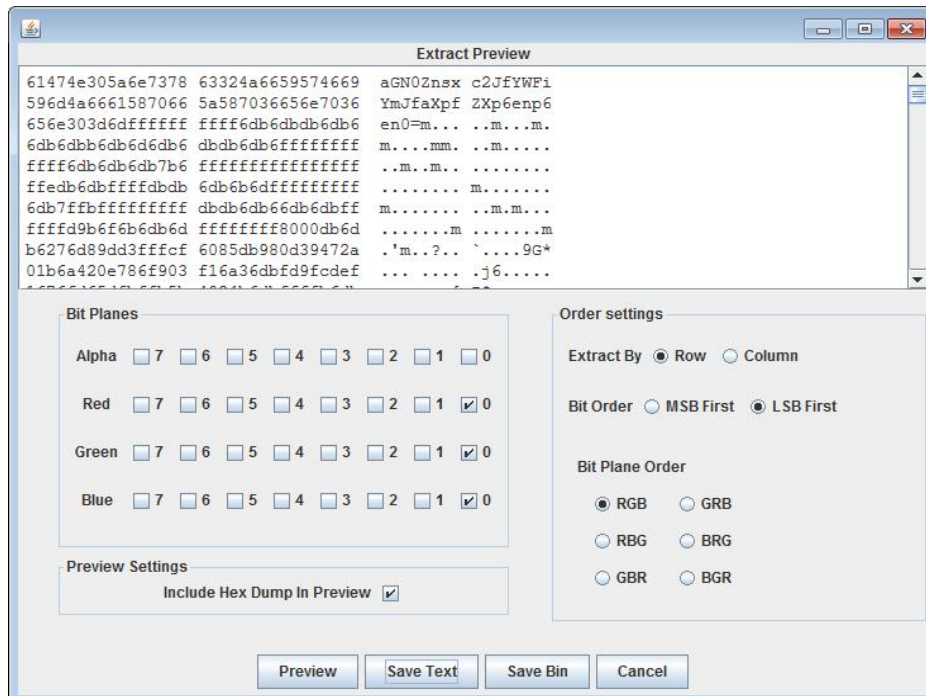 Extract Preview
61474e305a6e7378 63324a6659574669 aGN0Znsx c2JfYWFi
596d4a6661587066 5a587036656e7036 YmJfaXpf ZXp6enp6
656e303d6dffffff ffff6db6dbdb6db6 en0=m... ..m...m.
6db6dbb6db6d6db6 dbdb6db6ffffffff m....mm. ..m.....
ffff6db6db6db7b6 ffffffffffffffff ..m..m.. ........
ffedb6dbffffdbdb 6db6b6dfffffffff ........ m.......
6db7ffbfffffffff dbdb6db66db6dbff m....... ..m.m...
ffffd9b6f6b6db6d ffffffff8000db6d .......m .......m
b6276d89dd3fffcf 6085db980d39472a .'m..?.. `....9G*
01b6a420e786f903 f16a36dbfd9fcdef ... .... .j6.....
Bit Planes
Alpha 7 6 5 4 3 2 1 0
Red 7 6 5 4 3 2 1 0
Green 7 6 5 4 3 2 1 0
Blue 7 6 5 4 3 2 1 0
Preview Settings
Include Hex Dump In Preview
Order settings
Extract By Row Column
Bit Order MSB First LSB First
Bit Plane Order
RGB GRB
RBG BRG
GBR BGR
Preview Save Text Save Bin Cancel